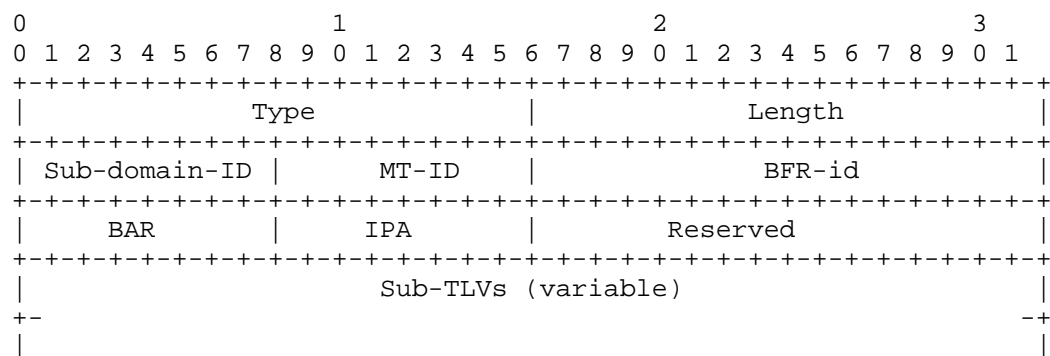 0                   1                   2                   3
0 1 2 3 4 5 6 7 8 9 0 1 2 3 4 5 6 7 8 9 0 1 2 3 4 5 6 7 8 9 0 1
+-+-+-+-+-+-+-+-+-+-+-+-+-+-+-+-+-+-+-+-+-+-+-+-+-+-+-+-+-+-+-+-+
|              Type             |             Length            |
+-+-+-+-+-+-+-+-+-+-+-+-+-+-+-+-+-+-+-+-+-+-+-+-+-+-+-+-+-+-+-+-+
| Sub-domain-ID |      MT-ID    |              BFR-id           |
+-+-+-+-+-+-+-+-+-+-+-+-+-+-+-+-+-+-+-+-+-+-+-+-+-+-+-+-+-+-+-+-+
|     BAR       |     IPA       |        Reserved               |
+-+-+-+-+-+-+-+-+-+-+-+-+-+-+-+-+-+-+-+-+-+-+-+-+-+-+-+-+-+-+-+-+
|                      Sub-TLVs (variable)                      |
+-                                                             -+
|                                                               |